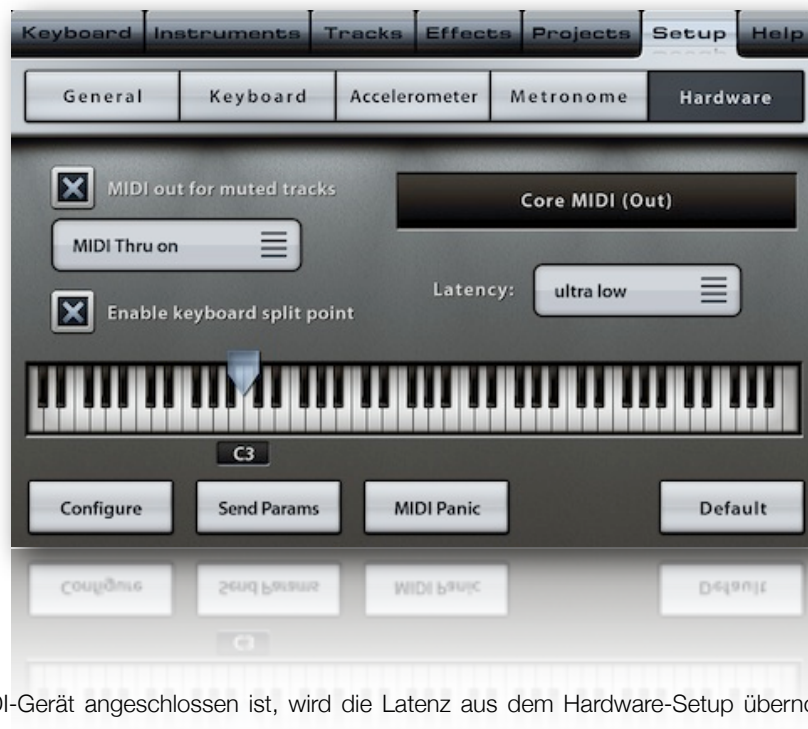 Keyboard Instruments Tracks Effects Projects Setup Help
General Keyboard Accelerometer Metronome Hardware
MIDI out for muted tracks
Core MIDI (Out)
MIDI Thru on
Latency: ultra low
Enable keyboard split point
C3
Configure Send Params MIDI Panic Default
angeschlossen ist, wird die Latenz aus dem Hardware-Setup